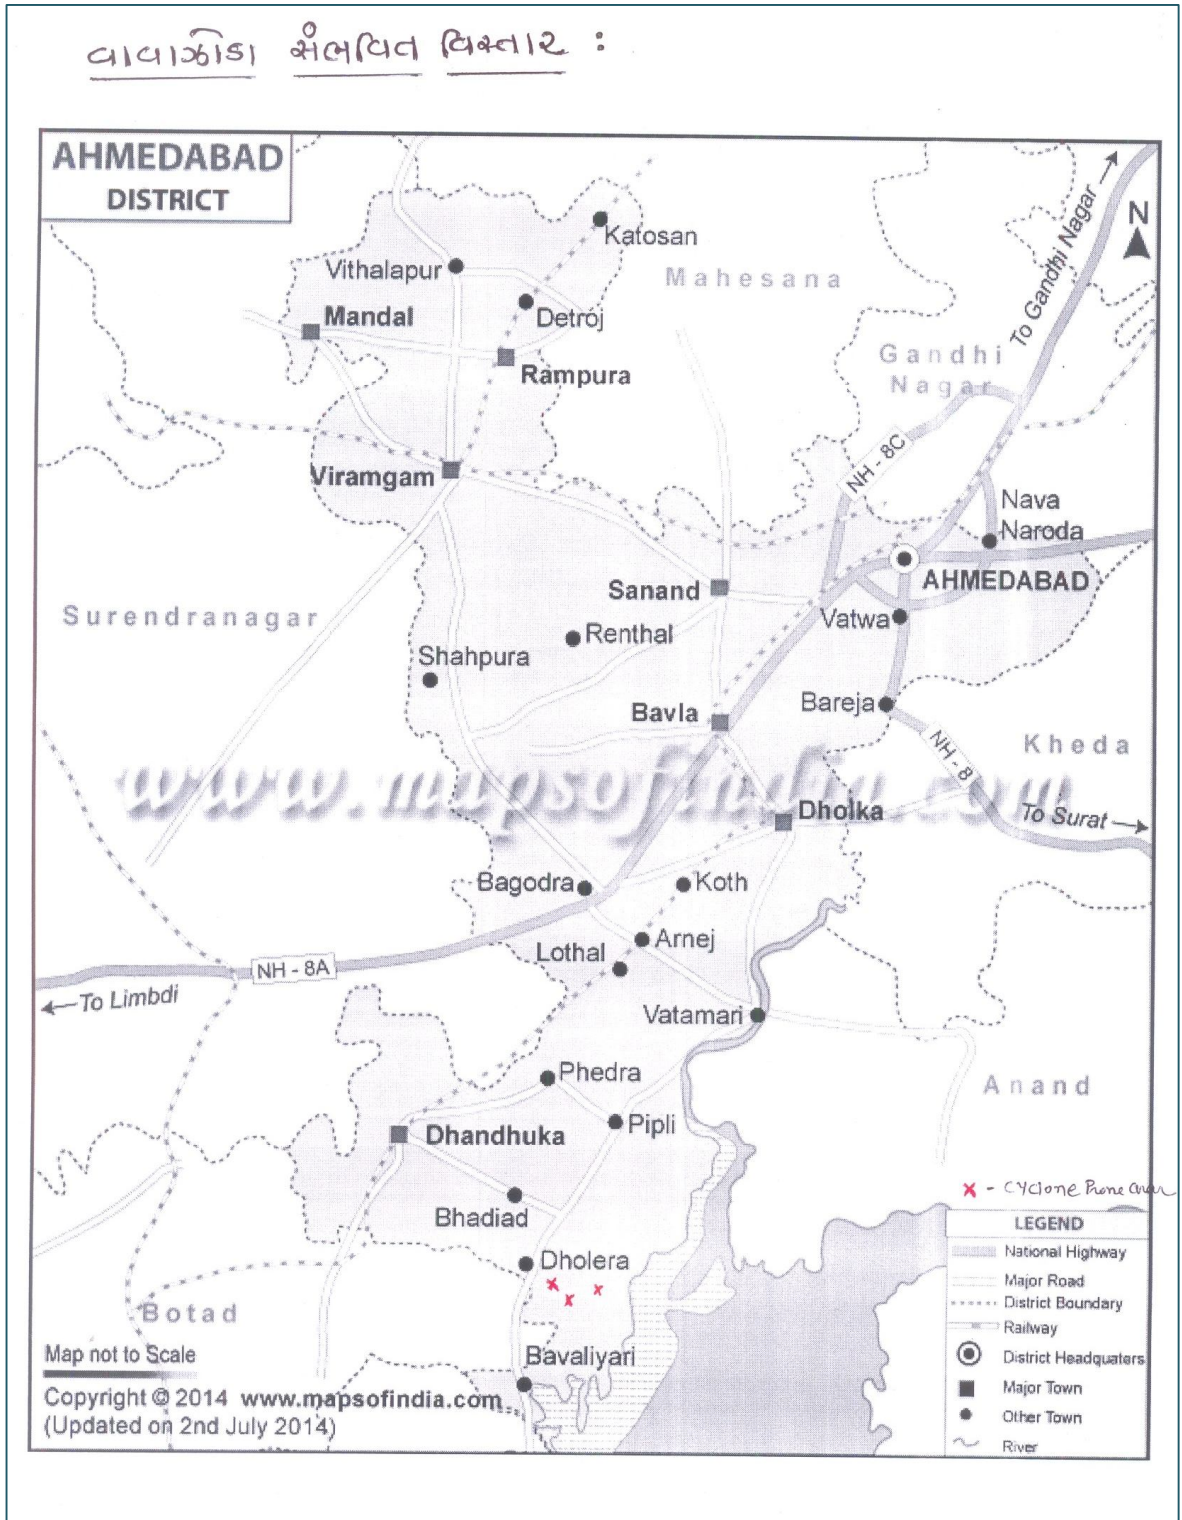 વાવાઝોડા સંભવિત વિસ્તાર :
AHMEDABAD
DISTRICT
N
To Gandhi Nagar
Katosan
Vithalapur
Mahesana
Detroj
Mandal
Gandhi
Nagar
Rampura
NH - 8C
Viramgam
Nava
Naroda
AHMEDABAD
Sanand
Surendranagar
Vatwa
Renthal
Shahpura
Bareja
Bavla
NH - 8
Kheda
www.mapsofindia.com
Dholka
To Surat
Bagodra
Koth
Arnej
Lothal
NH - 8A
To Limbdi
Vatamari
Phedra
Anand
Pipli
Dhandhuka
x - Cyclone Prone area
Bhadiad
LEGEND
National Highway
Dholera
Major Road
District Boundary
Botad
Railway
Map not to Scale
Bavaliyari
District Headquaters
Major Town
Copyright © 2014 www.mapsofindia.com
Other Town
(Updated on 2nd July 2014)
River